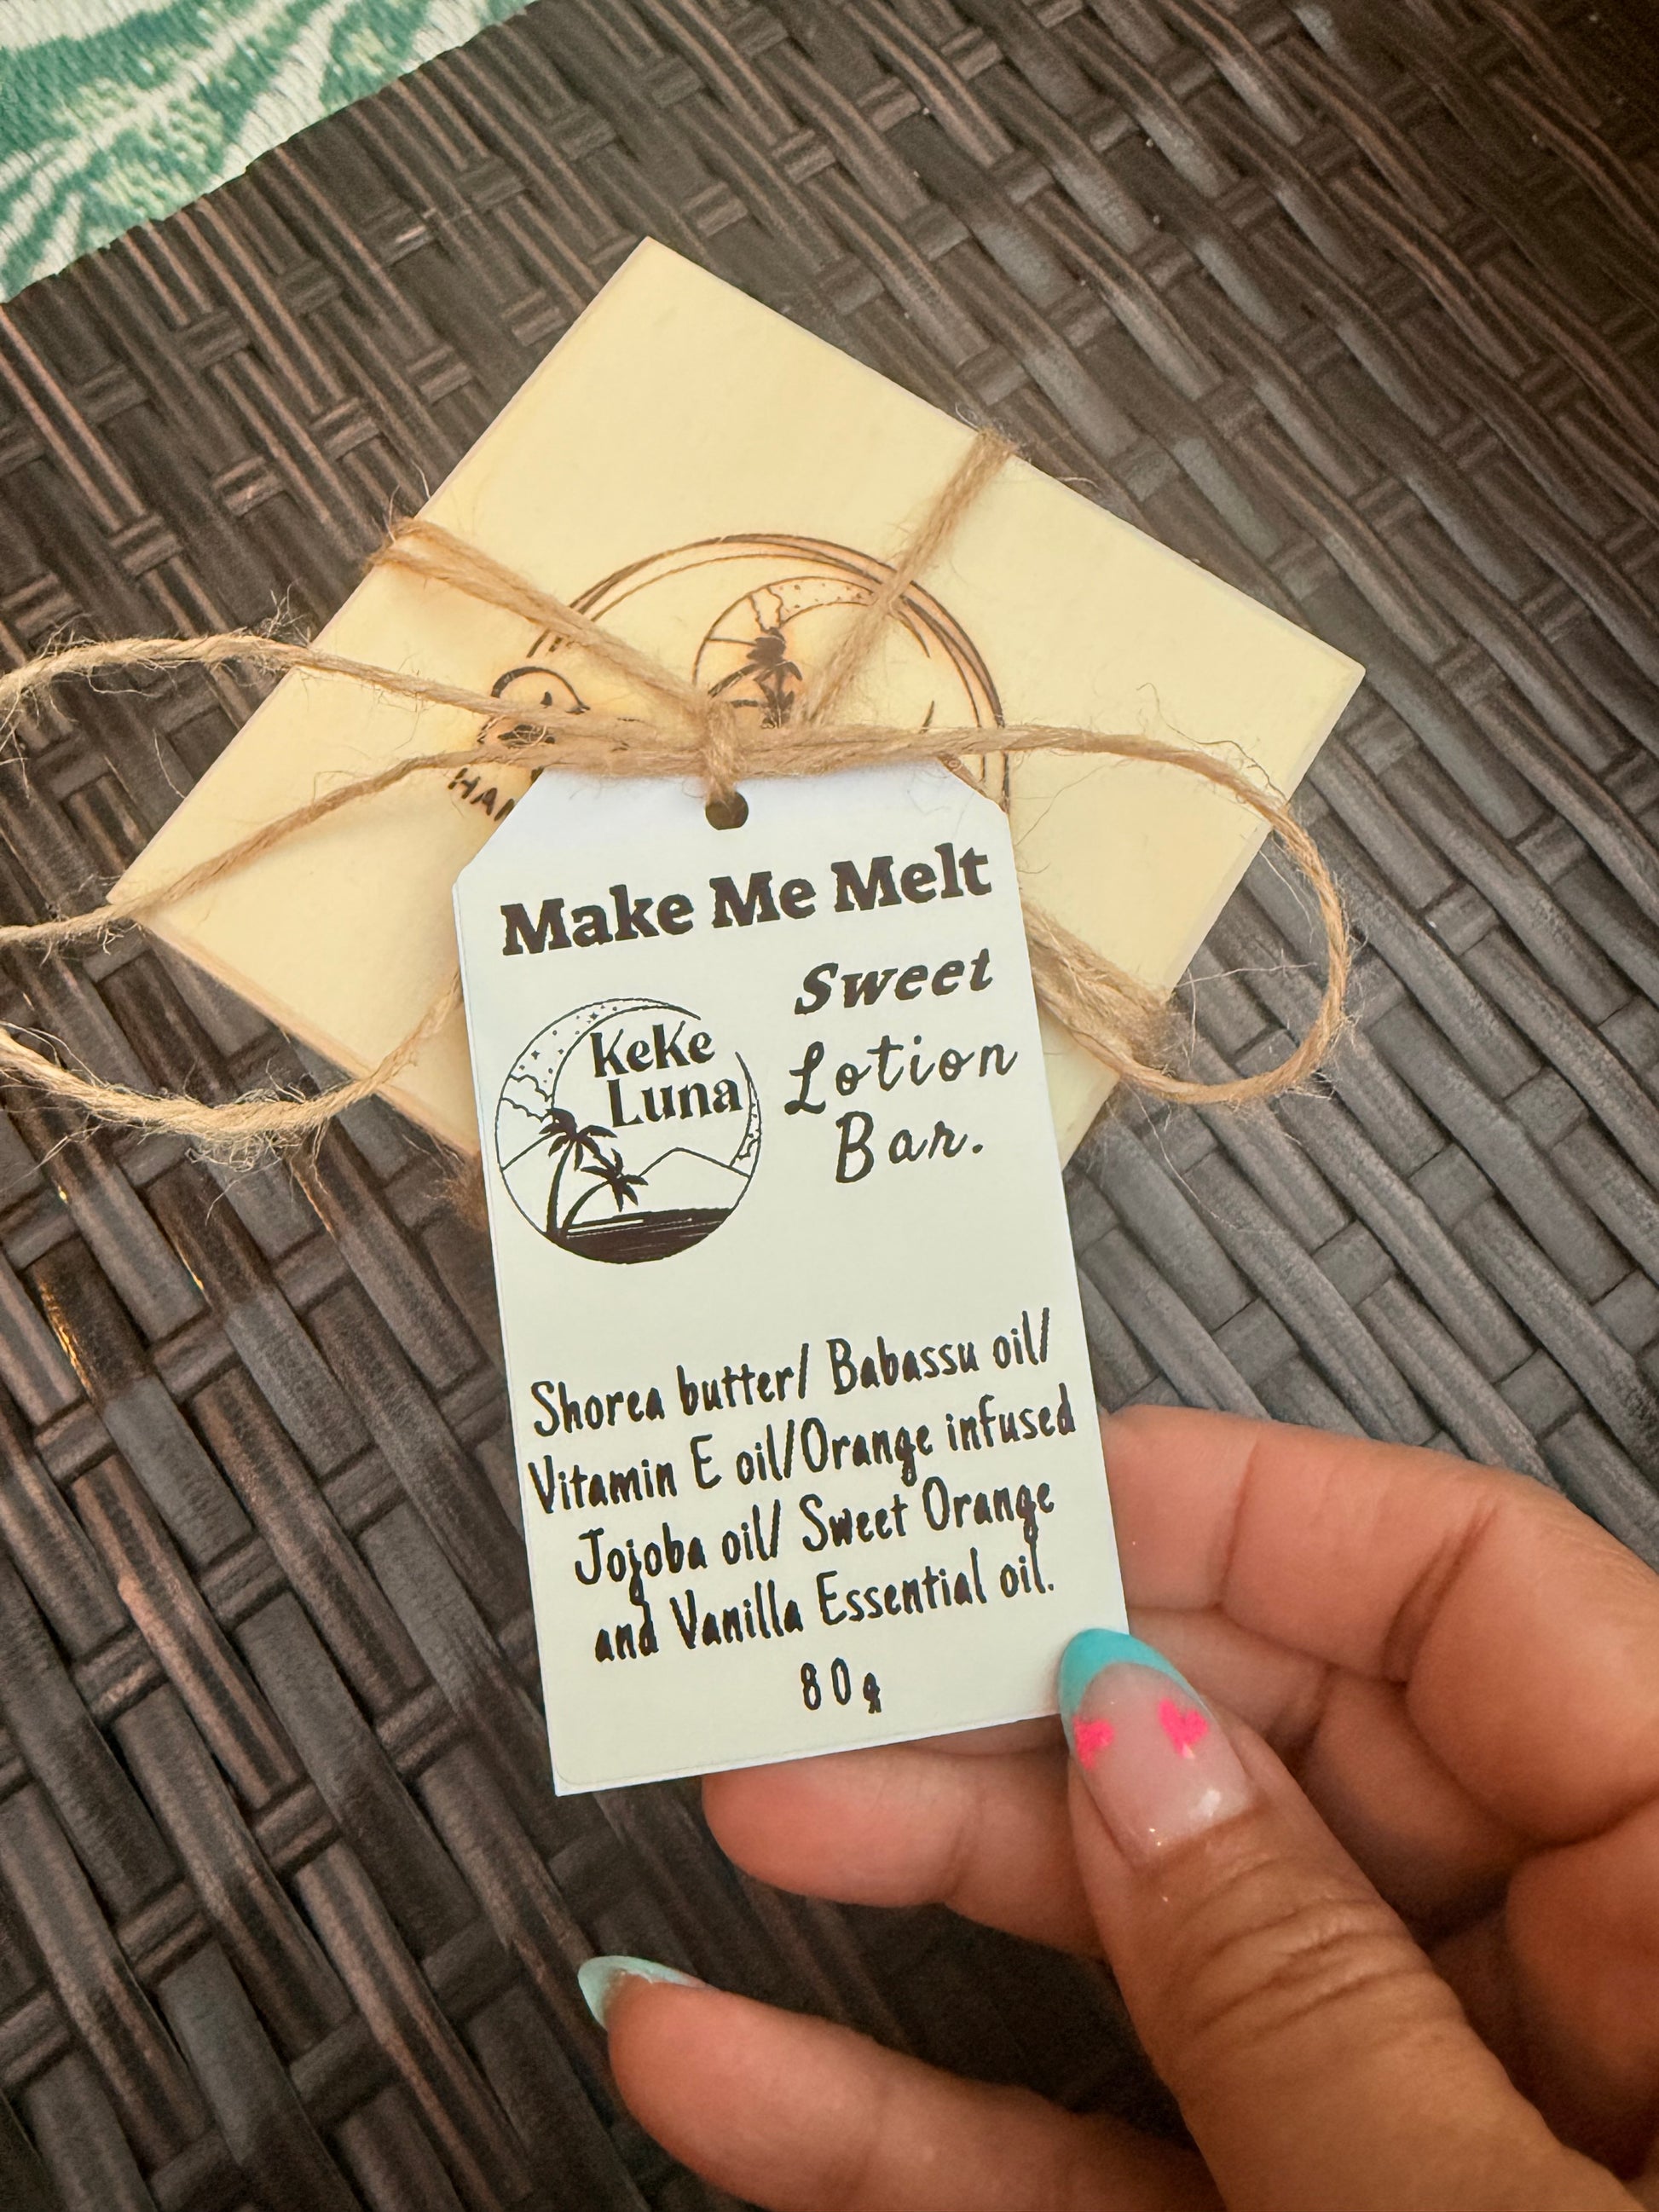 HAN
Make Me Melt
KeKe
Luna
Sweet
Lotion
Bar.
Shorea butter/ Babassu oil/
Vitamin E oil/Orange infused
Jojoba oil/ Sweet Orange
and Vanilla Essential oil.
80g